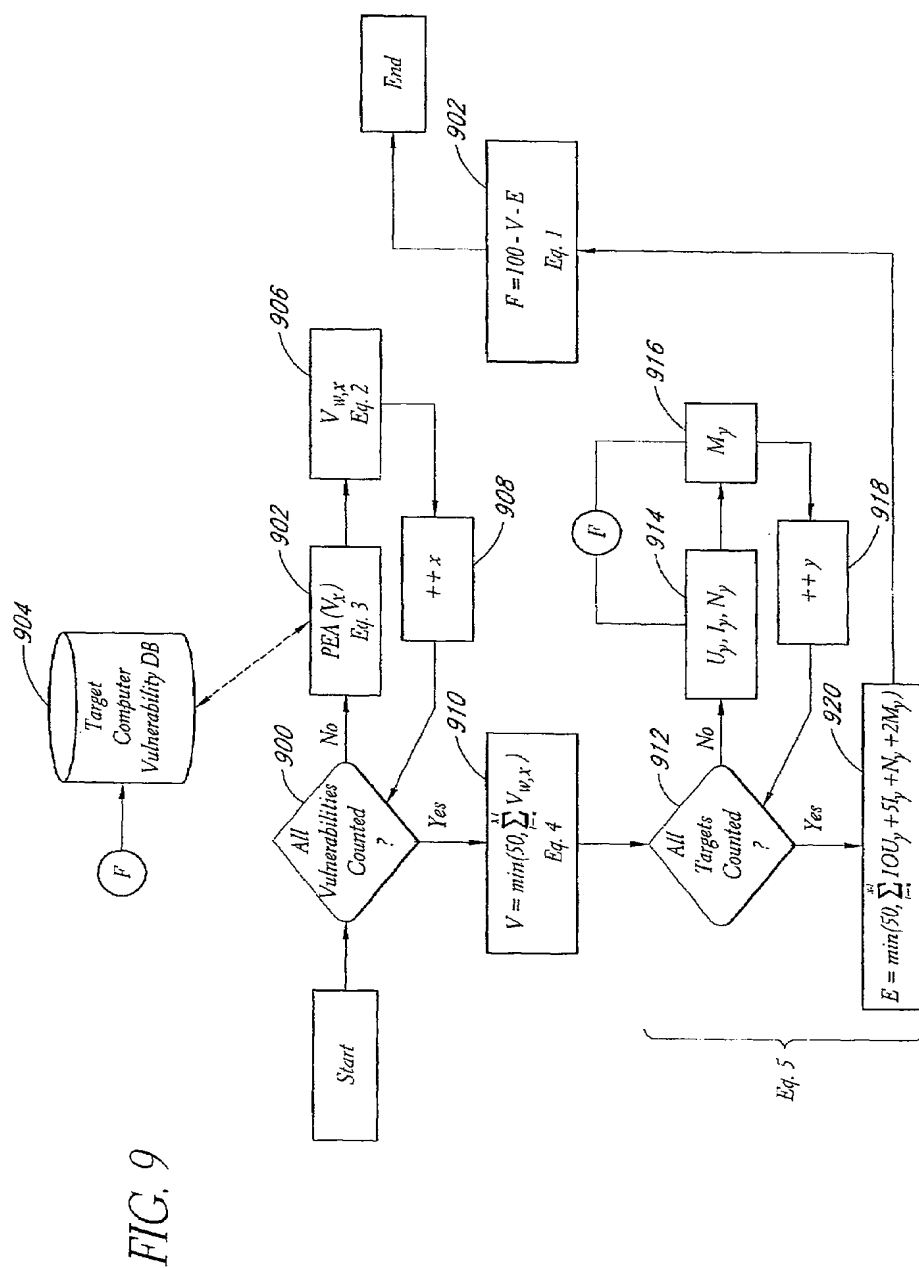 FIG. 9
F
904
Target
Computer
Vulnerability DB
Start
900
All
Vulnerabilities
Counted
?
No
Yes
902
PEA (Vx)
Eq. 3
906
Vw,x
Eq. 2
908
++ x
910
V = min(50, ∑ Vw,x)
Eq. 4
912
All
Targets
Counted
?
No
Yes
914
Uy, Iy, Ny
F
916
My
918
++ y
920
E = min(50, ∑ 10Uy + 5Iy + Ny + 2My)
Eq. 5
902
F = 100 - V - E
Eq. 1
End